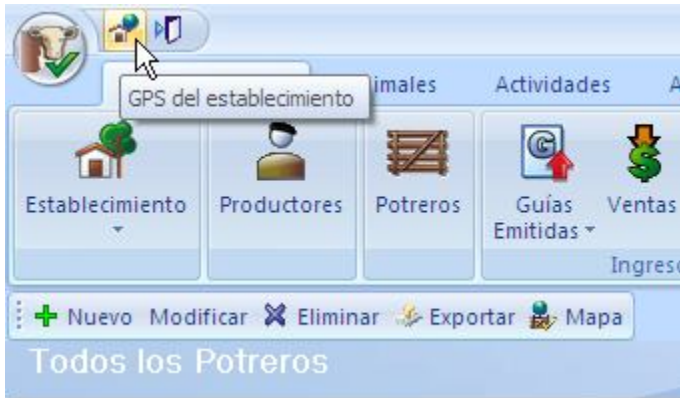 GPS del establecimiento
imales
Actividades
A
Establecimiento
Productores
Potreros
Guías
Emitidas
Ventas
Ingreso
Nuevo Modificar Eliminar Exportar Mapa
Todos los Potreros